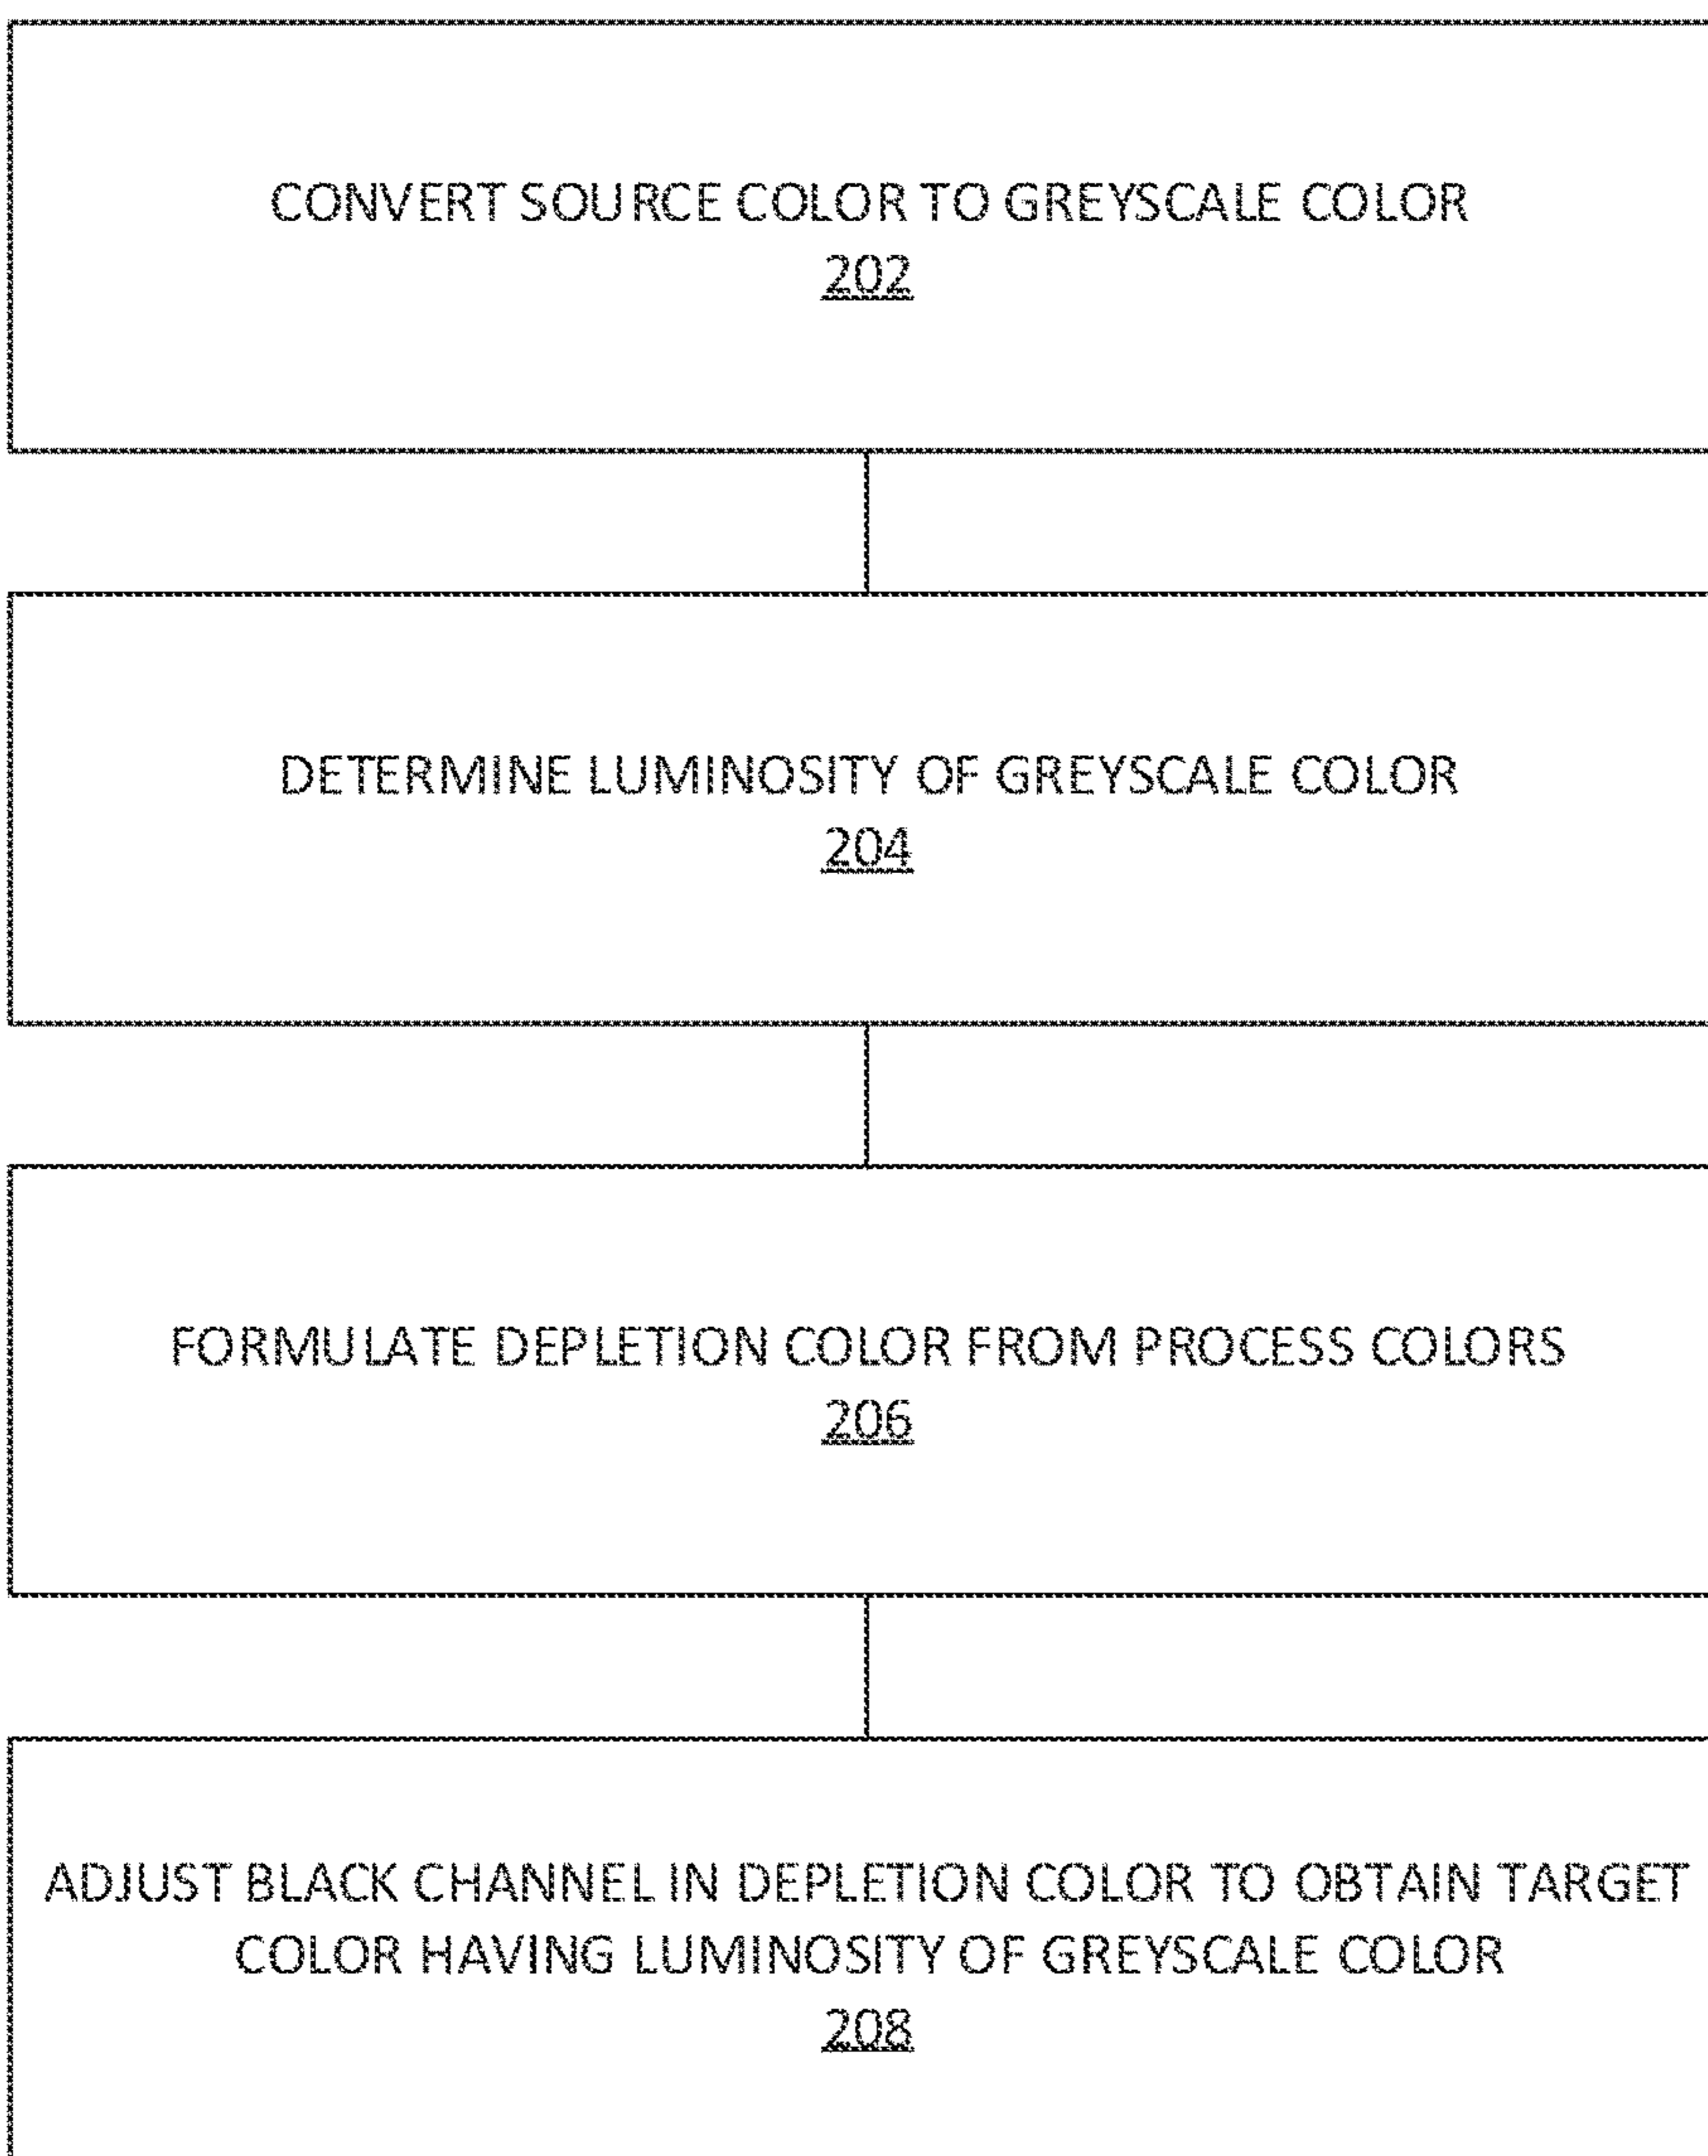 CONVERT SOURCE COLOR TO GREYSCALE COLOR
202
DETERMINE LUMINOSITY OF GREYSCALE COLOR
204
FORMULATE DEPLETION COLOR FROM PROCESS COLORS
206
ADJUST BLACK CHANNEL IN DEPLETION COLOR TO OBTAIN TARGET
COLOR HAVING LUMINOSITY OF GREYSCALE COLOR
208